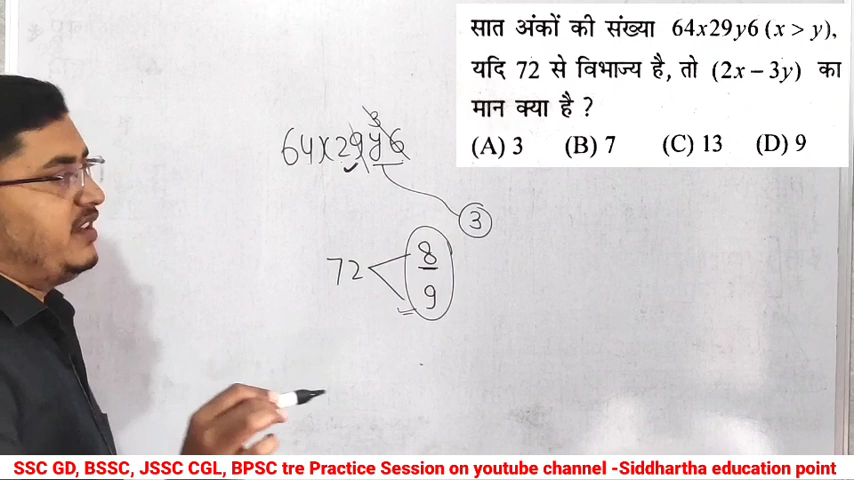 सात अंकों की संख्या 64x29y6 (x > y),
यदि 72 से विभाज्य है, तो (2x – 3y) का
मान क्या है ?
(A) 3 (B) 7 (C) 13 (D) 9
3
64x29y6
3
72
8
9
SSC GD, BSSC, JSSC CGL, BPSC tre Practice Session on youtube channel -Siddhartha education point